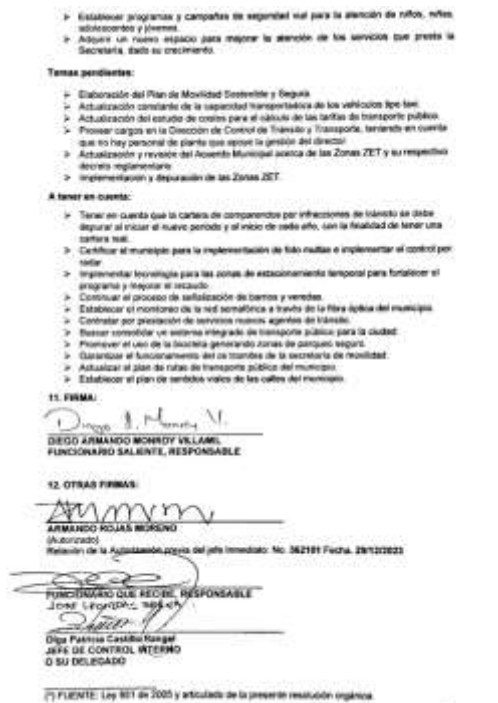 ➢ Establecer programas y campañas de seguridad vial para la atención de niños, niñas
adolescentes y jóvenes.
➢ Adquirir un nuevo espacio para mejorar la atención de los servicios que presta la
Secretaría, dado su crecimiento.
Temas pendientes:
➢ Elaboración del Plan de Movilidad Sostenible y Segura.
➢ Actualización constante de la capacidad transportadora de los vehículos tipo taxi.
➢ Actualización del estudio de costos para el cálculo de las tarifas de transporte público.
➢ Proveer cargos en la Dirección de Control de Tránsito y Transporte, teniendo en cuenta
que no hay personal de planta que apoye la gestión del director.
➢ Actualización y revisión del Acuerdo Municipal acerca de las Zonas ZET y su respectivo
decreto reglamentario.
➢ Implementación y depuración de las Zonas ZET.
A tener en cuenta:
➢ Tener en cuenta que la cartera de comparendos por infracciones de tránsito se debe
depurar al iniciar el nuevo periodo y al inicio de cada año, con la finalidad de tener una
cartera real.
➢ Certificar al municipio para la implementación de foto multas e implementar el control por
radar.
➢ Implementar tecnología para las zonas de estacionamiento temporal para fortalecer el
programa y mejorar el recaudo.
➢ Continuar el proceso de señalización de barrios y veredas.
➢ Establecer el monitoreo de la red semafórica a través de la fibra óptica del municipio.
➢ Contratar por prestación de servicios nuevos agentes de tránsito.
➢ Buscar consolidar un sistema integrado de transporte público para la ciudad.
➢ Promover el uso de la bicicleta generando zonas de parqueo seguro.
➢ Garantizar el funcionamiento del de tramites de la secretaría de movilidad.
➢ Actualizar el plan de rutas de transporte público del municipio.
➢ Establecer el plan de sentidos viales de las calles del municipio.
11. FIRMA:
Diego A. Monroy V.
DIEGO ARMANDO MONROY VILLAMIL
FUNCIONARIO SALIENTE, RESPONSABLE
12. OTRAS FIRMAS:
ARMANDO ROJAS MORENO
(Autorizado)
Relación de la Autorización previa del jefe inmediato: No. 362101 Fecha. 29/12/2023
FUNCIONARIO QUE RECIBE, RESPONSABLE
JOSE LEONIDAS
Olga Patricia Castillo Rangel
JEFE DE CONTROL INTERNO
O SU DELEGADO
(*) FUENTE: Ley 951 de 2005 y articulado de la presente resolución orgánica.